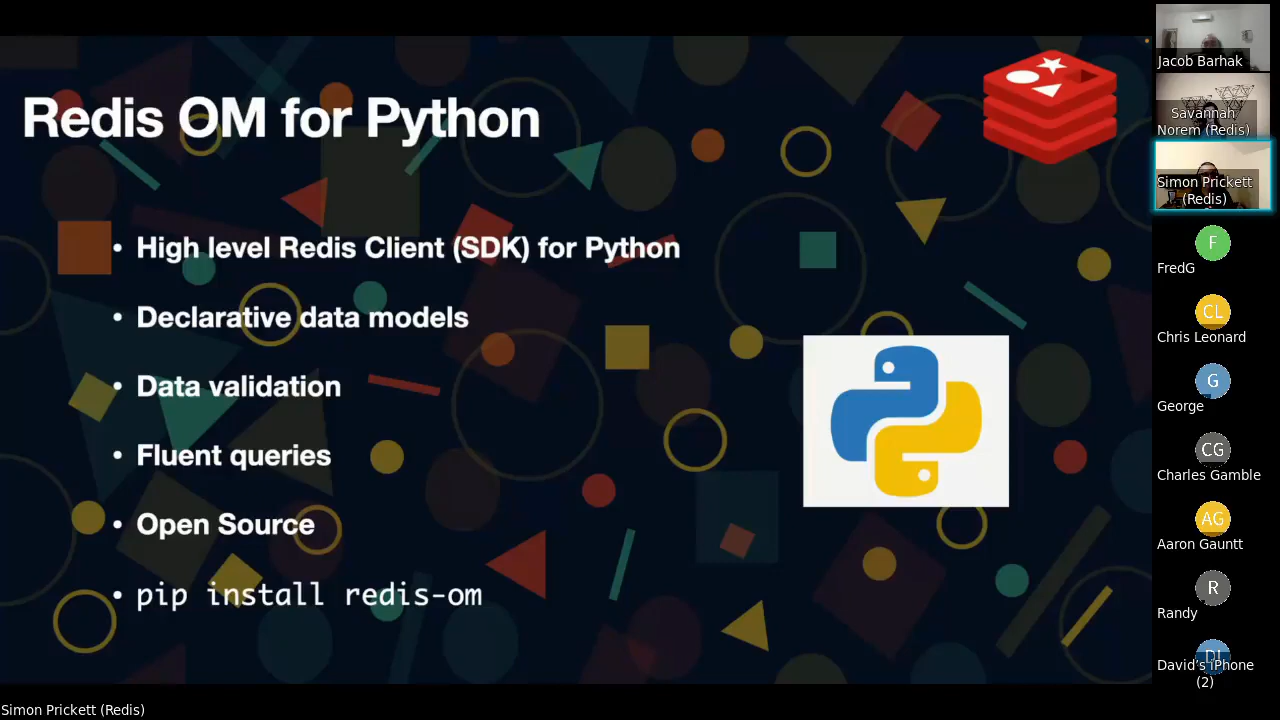 Redis OM for Python
• High level Redis Client (SDK) for Python
• Declarative data models
• Data validation
• Fluent queries
• Open Source
• pip install redis-om
Jacob Barhak
Savannah
Norem (Redis)
Simon Prickett
(Redis)
F
FredG
CL
Chris Leonard
G
George
CG
Charles Gamble
AG
Aaron Gauntt
R
Randy
DI
David's iPhone
(2)
Simon Prickett (Redis)